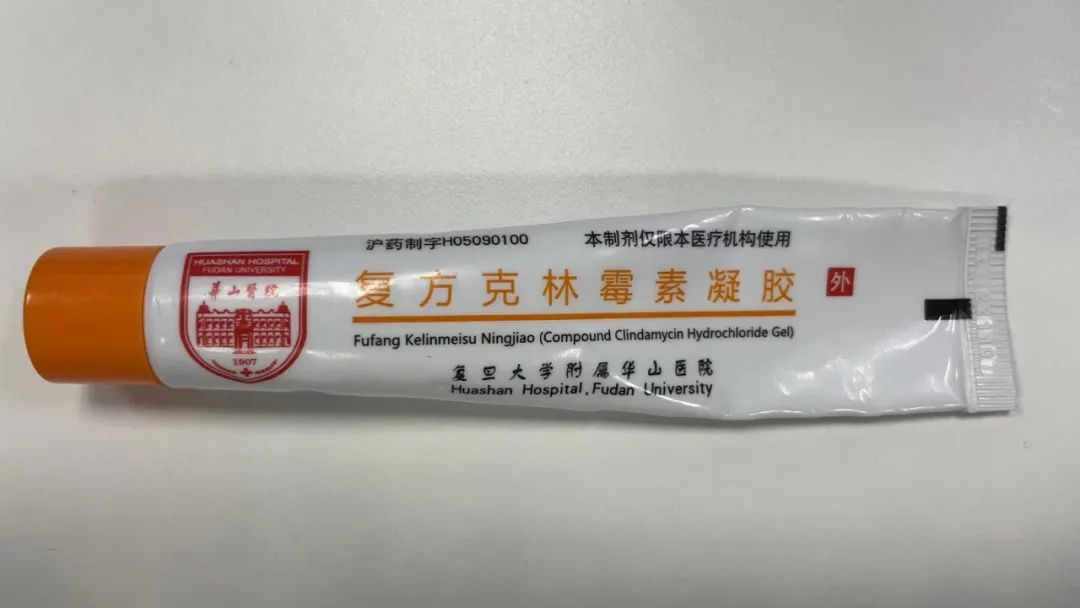 HUASHAN HOSPITAL
FUDAN UNIVERSITY
華山醫院
1907
沪药制字H05090100
本制剂仅限本医疗机构使用
复方克林霉素凝胶
外
Fufang Kelinmeisu Ningjiao (Compound Clindamycin Hydrochloride Gel)
复旦大学附属华山医院
Huashan Hospital, Fudan University